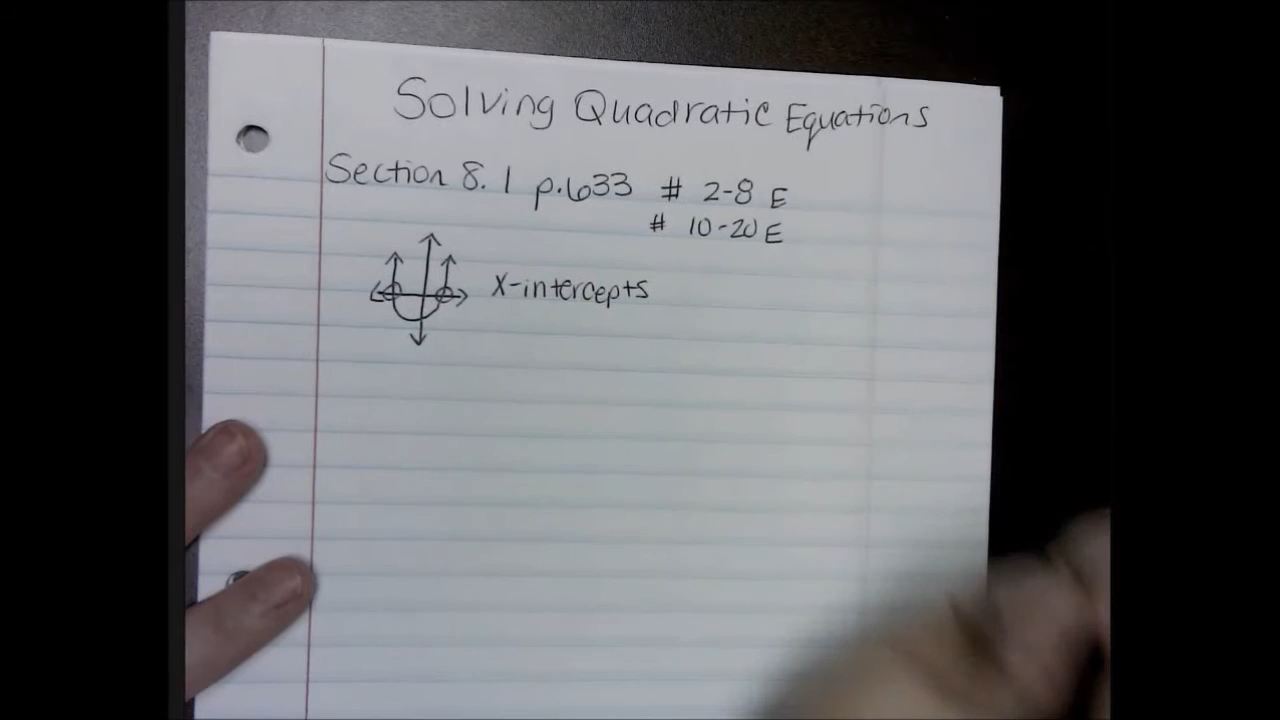 Solving Quadratic Equations
Section 8.1 p.633 # 2-8 E
# 10-20 E
x-intercepts